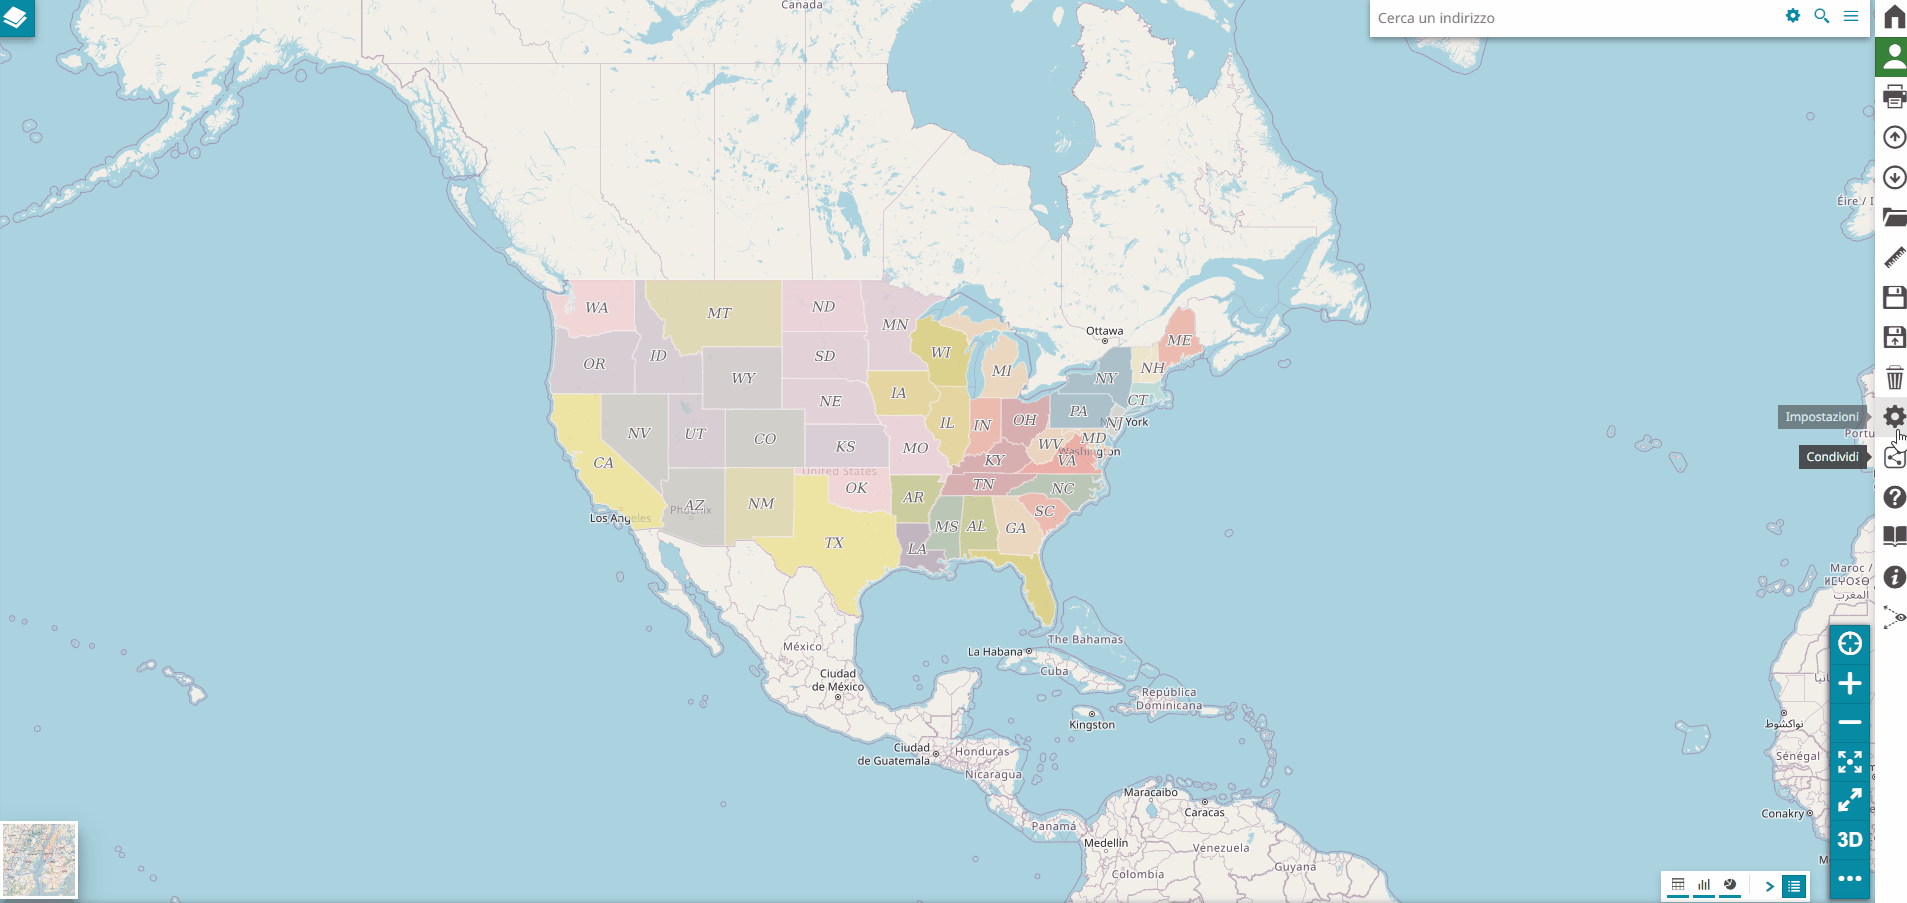 Canada
Cerca un indirizzo
WA
MT
ND
MN
OR
ID
SD
WY
WI
MI
Ottawa
ME
NH
NY
CT
NE
IA
PA
NJ
York
NV
UT
CO
KS
MO
IL
IN
OH
WV
MD
Washington
VA
KY
CA
United States
OK
AZ
Phoenix
NM
AR
TN
NC
SC
Los Angeles
TX
LA
MS
AL
GA
Impostazioni
Condividi
Éire / I
Portu
Maroc /
ⵍⵎⵖⵔⵉⴱ
المغرب
The Bahamas
La Habana
Cuba
México
Ciudad
de México
República
Dominicana
Kingston
Ciudad
de Guatemala
Honduras
Nicaragua
نواكشوط
Sénégal
Maracaibo
Caracas
Panamá
Medellín
Venezuela
Guyana
Colombia
Conakry
3D